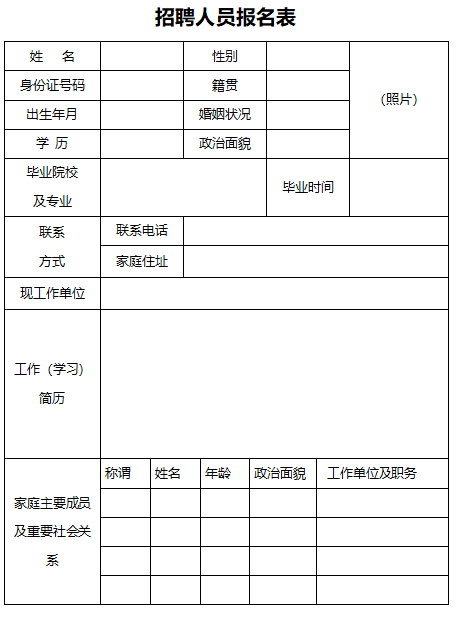 招聘人员报名表
姓 名 性别
(照片)
身份证号码 籍贯
出生年月 婚姻状况
学 历 政治面貌
毕业院校
及专业
毕业时间
联系
方式
联系电话
家庭住址
现工作单位
工作（学习）
简历
家庭主要成员
及重要社会关
系
称谓 姓名 年龄 政治面貌 工作单位及职务